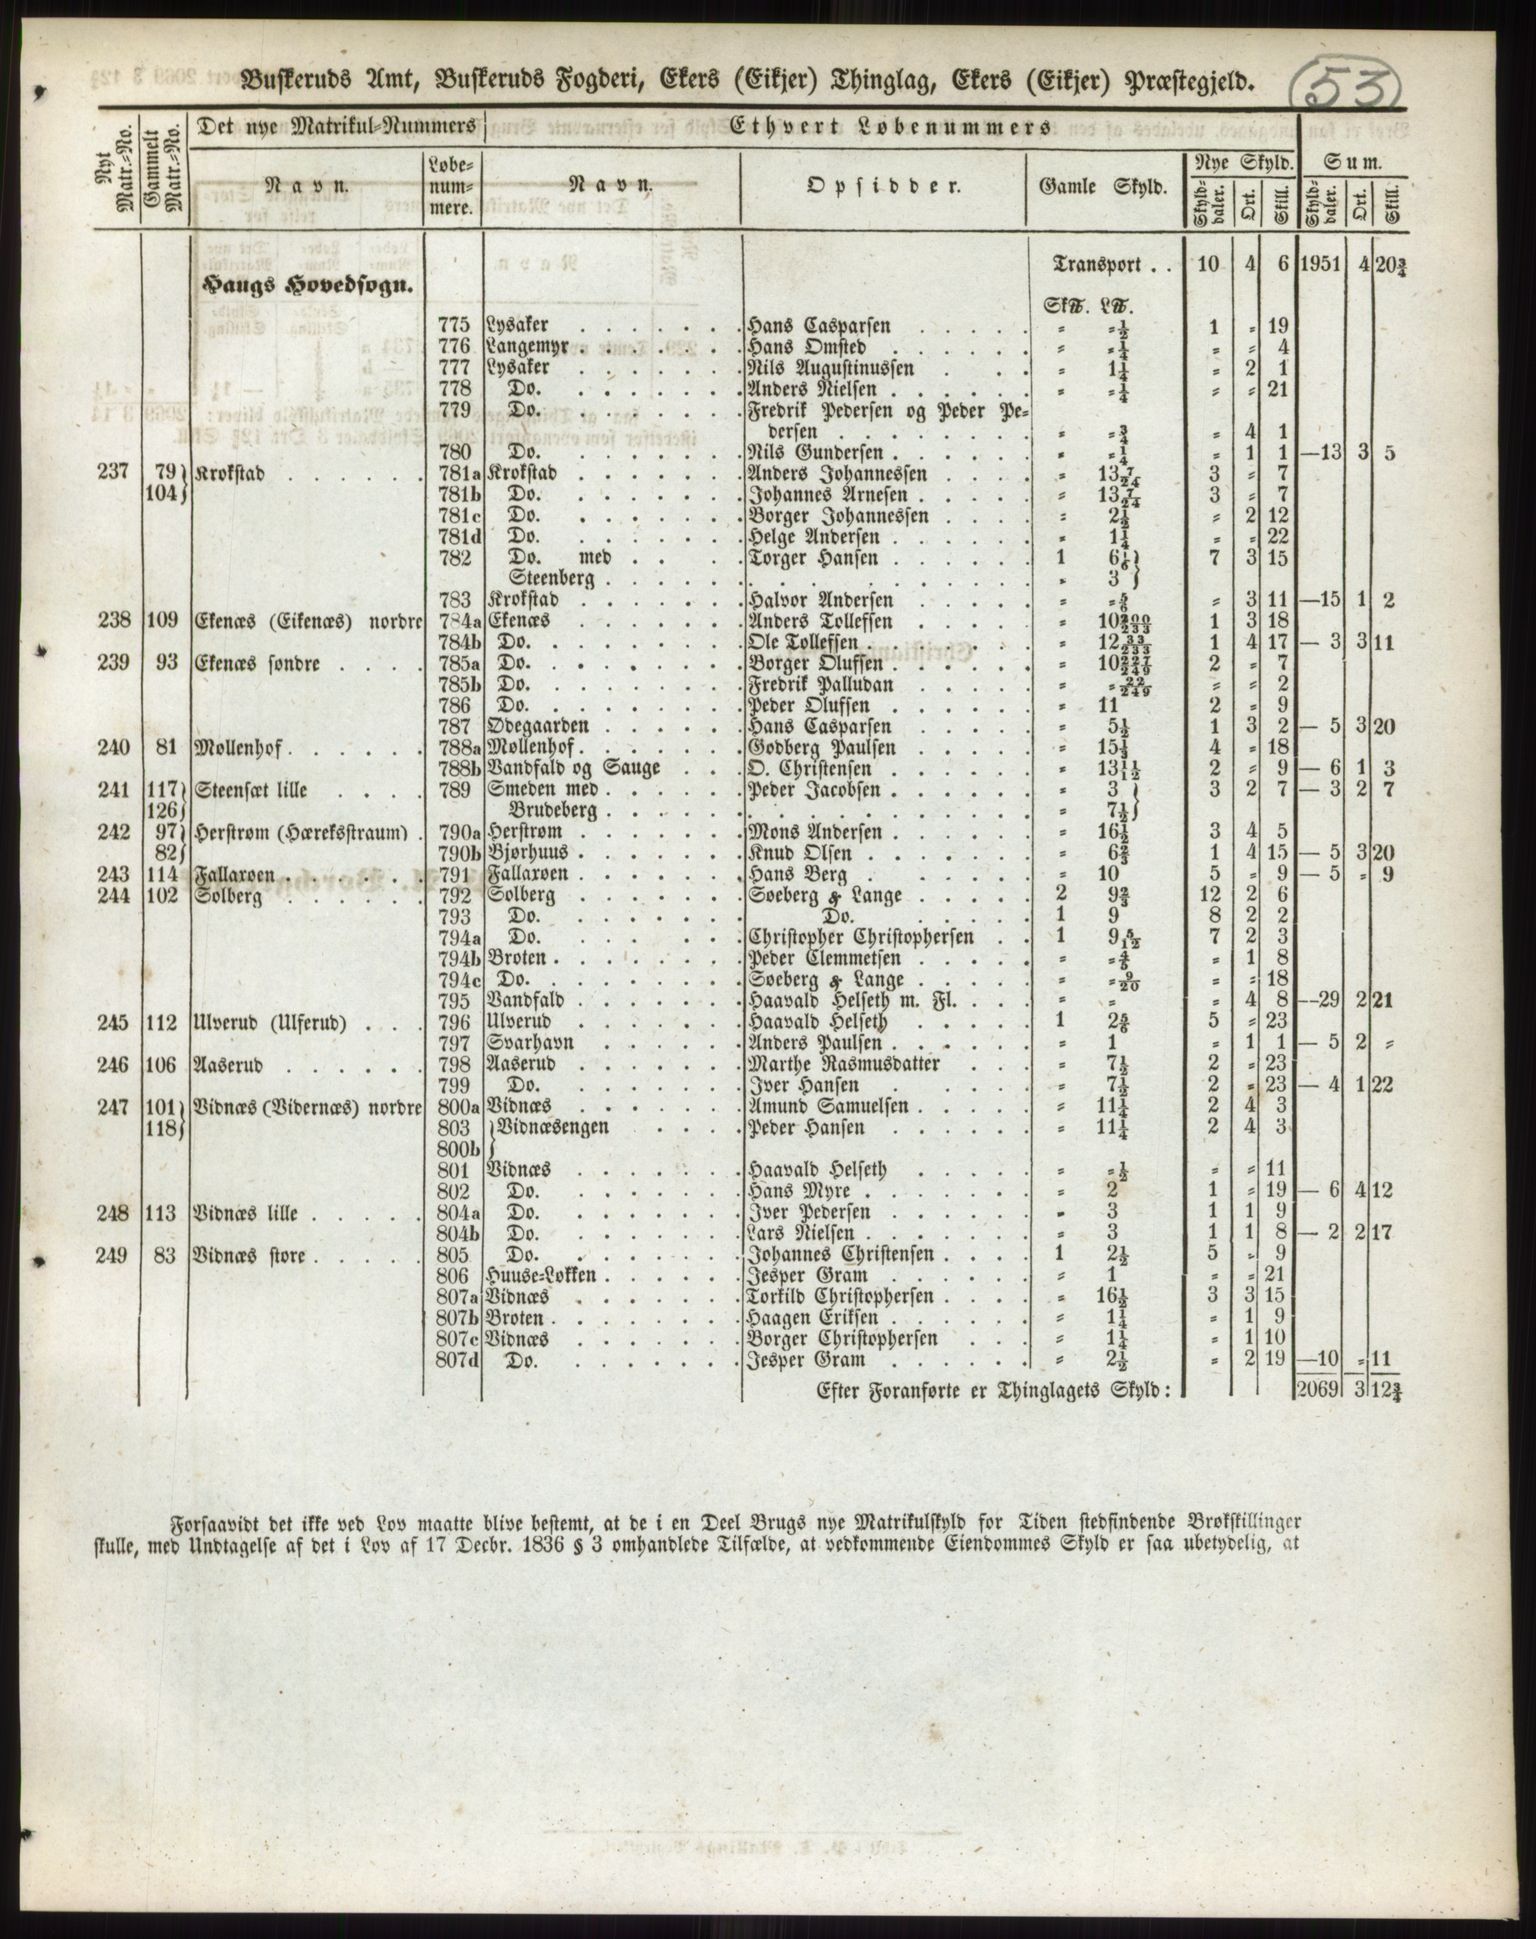 Buskeruds Amt, Buskeruds Fogderi, Ekers (Eikjer) Thinglag, Ekers (Eikjer) Præstegjeld. 53
Nyt Matr.-No. Gammelt Matr.-No. Det nye Matrikul-Nummers Ethvert Løbenummers
Navn. Løbe-num-mere. Navn. Opsidder. Gamle Skyld. Nye Skyld. Sum.
Skyld-daler. Ort. Skill. Skyld-daler. Ort. Skill.
Transport . . 10 4 6 1951 4 20¾
Haugs Hovedsogn.
Sk℔. L℔.
775 Lysaker Hans Casparsen „ „½ 1 „ 19
776 Langemyr Hans Omsted „ „¼ „ „ 4
777 Lysaker Nils Augustinussen „ 1¼ „ 2 1
778 Do. Anders Nielsen „ „¼ „ „ 21
779 Do. Fredrik Pedersen og Peder Pe-
dersen „ „¾ „ 4 1
780 Do. Nils Gundersen „ „¼ „ 1 1 —13 3 5
237 79} Krokstad 781a Krokstad Anders Johannessen „ 13 7/24 3 „ 7
104} 781b Do. Johannes Arnesen „ 13 7/24 3 „ 7
781c Do. Borger Johannessen „ 2½ „ 2 12
781d Do. Helge Andersen „ 1¼ „ „ 22
782 Do. med Torger Hansen 1 6⅙} 7 3 15
Steenberg „ 3 }
783 Krokstad Halvor Andersen „ „⅚ „ 3 11 —15 1 2
238 109 Ekenæs (Eikenæs) nordre 784a Ekenæs Anders Tollefsen „ 10 200/233 1 3 18
784b Do. Ole Tollefsen „ 12 33/233 1 4 17 — 3 3 11
239 93 Ekenæs søndre 785a Do. Borger Olufsen „ 10 227/249 2 „ 7
785b Do. Fredrik Palludan „ „ 22/249 „ „ 2
786 Do. Peder Olufsen „ 11 2 „ 9
787 Ødegaarden Hans Casparsen „ 5½ 1 3 2 — 5 3 20
240 81 Møllenhof 788a Møllenhof Godberg Paulsen „ 15⅓ 4 „ 18
788b Vandfald og Sauge O. Christensen „ 13 11/12 2 „ 9 — 6 1 3
241 117} Steensæt lille 789 Smeden med Peder Jacobsen „ 3 } 3 2 7 — 3 2 7
126} Brudeberg „ 7½}
242 97} Herstrøm (Hæreksstraum) 790a Herstrøm Mons Andersen „ 16½ 3 4 5
82} 790b Bjørhuus Knud Olsen „ 6⅔ 1 4 15 — 5 3 20
243 114 Fallaxøen 791 Fallaxøen Hans Berg „ 10 5 „ 9 — 5 „ 9
244 102 Solberg 792 Solberg Søeberg & Lange 2 9⅔ 12 2 6
793 Do. Do. 1 9 8 2 2
794a Do. Christopher Christophersen 1 9 5/12 7 2 3
794b Broten Peder Clemmetsen „ „⅘ „ 1 8
794c Do. Søeberg & Lange „ „ 9/20 „ „ 18
795 Vandfald Haavald Helseth m. Fl. „ „ „ 4 8 —29 2 21
245 112 Ulverud (Ulferud) 796 Ulverud Haavald Helseth 1 2⅚ 5 „ 23
797 Svarhavn Anders Paulsen „ 1 „ 1 1 — 5 2 „
246 106 Aaserud 798 Aaserud Marthe Rasmusdatter „ 7½ 2 „ 23
799 Do. Iver Hansen „ 7½ 2 „ 23 — 4 1 22
247 101} Vidnæs (Vidernæs) nordre 800a Vidnæs Amund Samuelsen „ 11¼ 2 4 3
118} 803 } Vidnæsengen Peder Hansen „ 11¼ 2 4 3
800b }
801 Vidnæs Haavald Helseth „ „½ „ „ 11
802 Do. Hans Myre „ 2 1 „ 19 — 6 4 12
248 113 Vidnæs lille 804a Do. Iver Pedersen „ 3 1 1 9
804b Do. Lars Nielsen „ 3 1 1 8 — 2 2 17
249 83 Vidnæs store 805 Do. Johannes Christensen 1 2½ 5 „ 9
806 Huuse-Løkken Jesper Gram „ 1 „ „ 21
807a Vidnæs Torkild Christophersen „ 16½ 3 3 15
807b Broten Haagen Eriksen „ 1¼ „ 1 9
807c Vidnæs Borger Christophersen „ 1¼ „ 1 10
807d Do. Jesper Gram „ 2½ „ 2 19 —10 „ 11
Efter Foranførte er Thinglagets Skyld: 2069 3 12¾
Forsaavidt det ikke ved Lov maatte blive bestemt, at de i en Deel Brugs nye Matrikulskyld for Tiden stedfindende Brøkskillinger
skulle, med Undtagelse af det i Lov af 17 Decbr. 1836 § 3 omhandlede Tilfælde, at vedkommende Eiendommes Skyld er saa ubetydelig, at